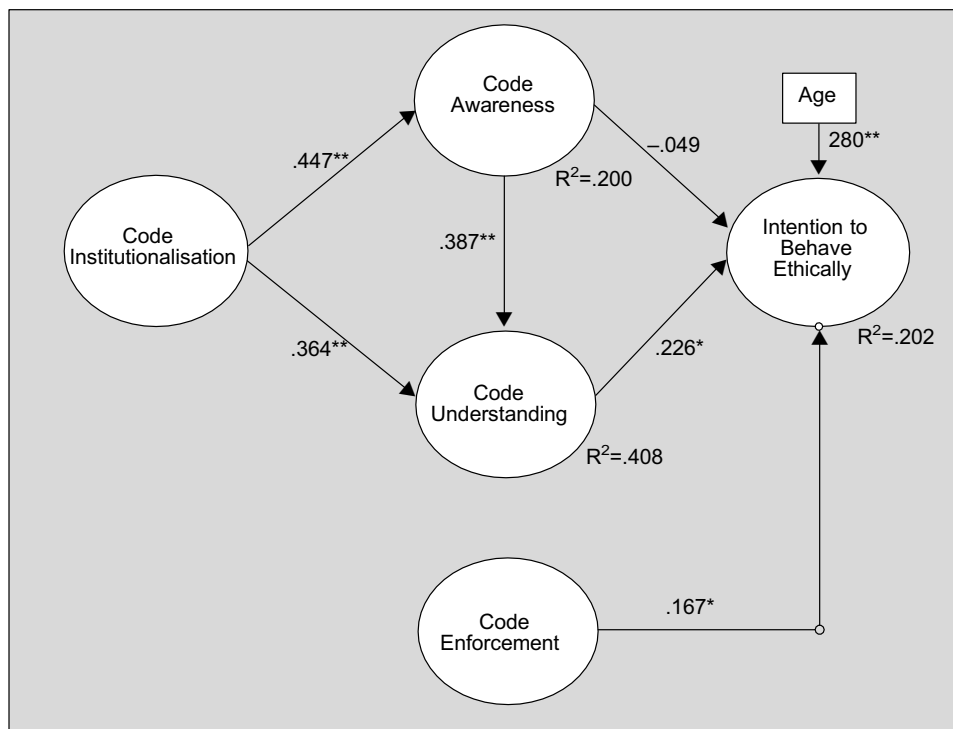 Code
Awareness
Age
280**
–.049
.447**
R²=.200
Code
Institutionalisation
.387**
Intention to
Behave
Ethically
.364**
.226*
R²=.202
Code
Understanding
R²=.408
Code
Enforcement
.167*